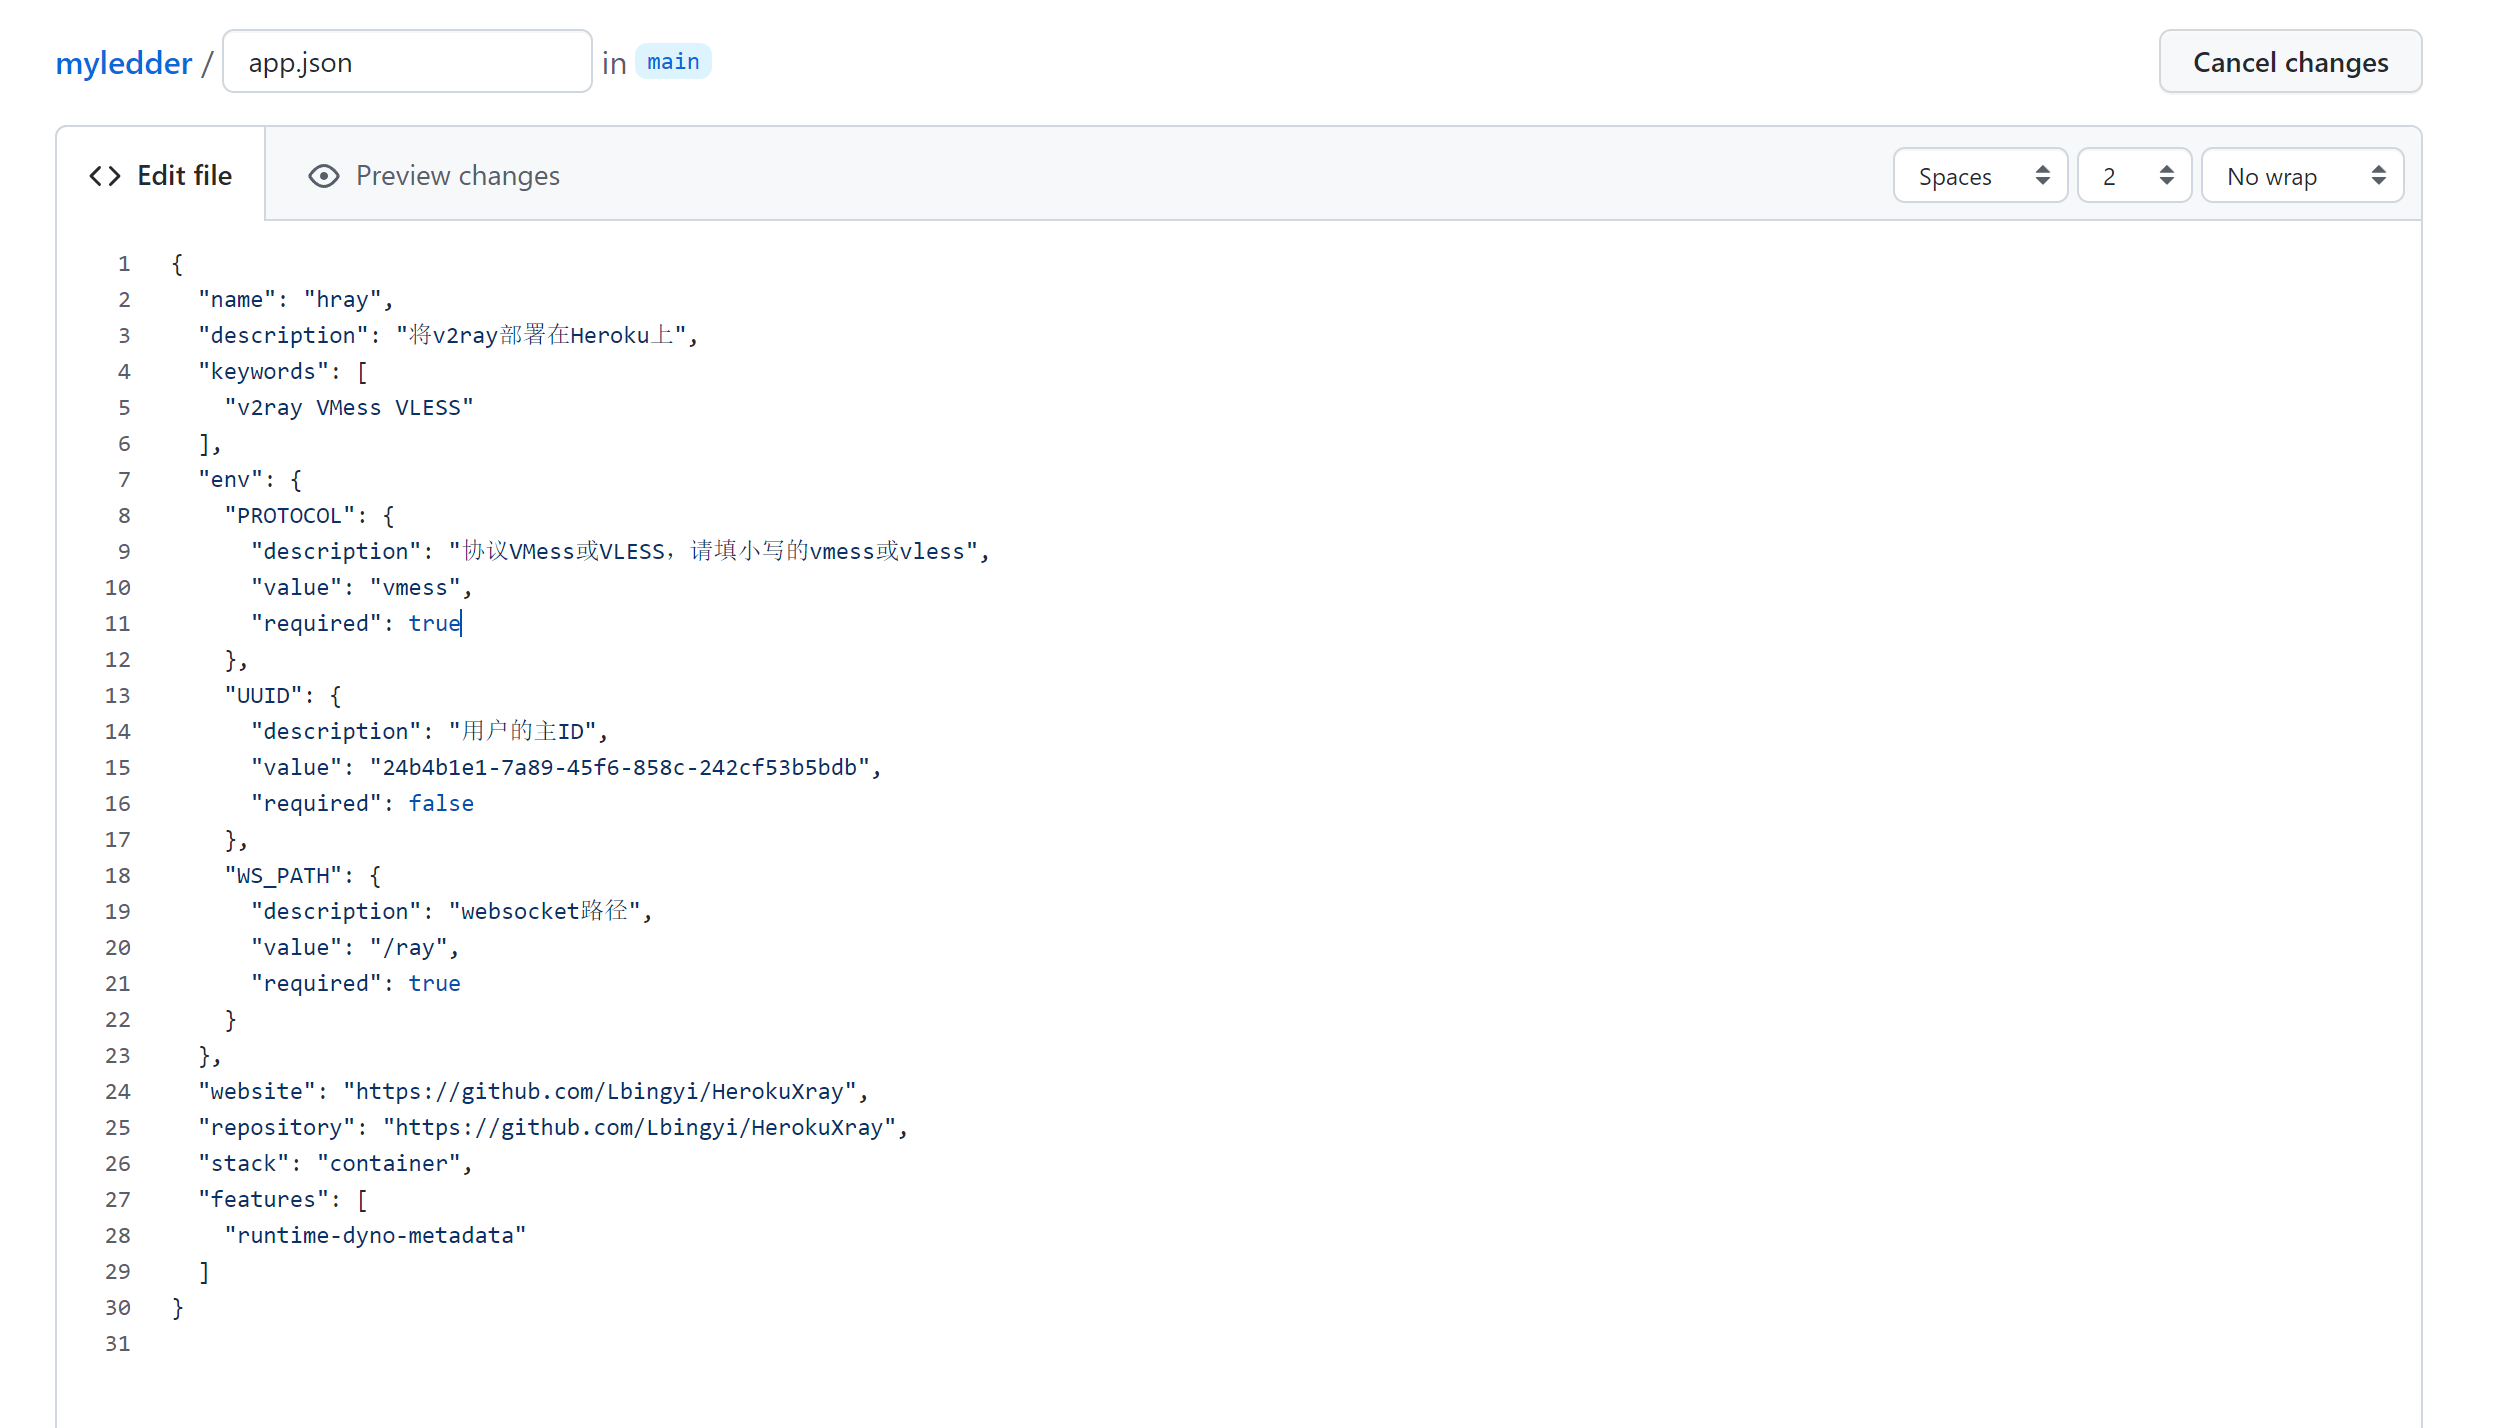 myledder / app.json in main
Cancel changes
Edit file
Preview changes
Spaces
2
No wrap
1 {
2   "name": "hray",
3   "description": "将v2ray部署在Heroku上",
4   "keywords": [
5     "v2ray VMess VLESS"
6   ],
7   "env": {
8     "PROTOCOL": {
9       "description": "协议VMess或VLESS，请填小写的vmess或vless",
10       "value": "vmess",
11       "required": true
12     },
13     "UUID": {
14       "description": "用户的主ID",
15       "value": "24b4b1e1-7a89-45f6-858c-242cf53b5bdb",
16       "required": false
17     },
18     "WS_PATH": {
19       "description": "websocket路径",
20       "value": "/ray",
21       "required": true
22     }
23   },
24   "website": "https://github.com/Lbingyi/HerokuXray",
25   "repository": "https://github.com/Lbingyi/HerokuXray",
26   "stack": "container",
27   "features": [
28     "runtime-dyno-metadata"
29   ]
30 }
31